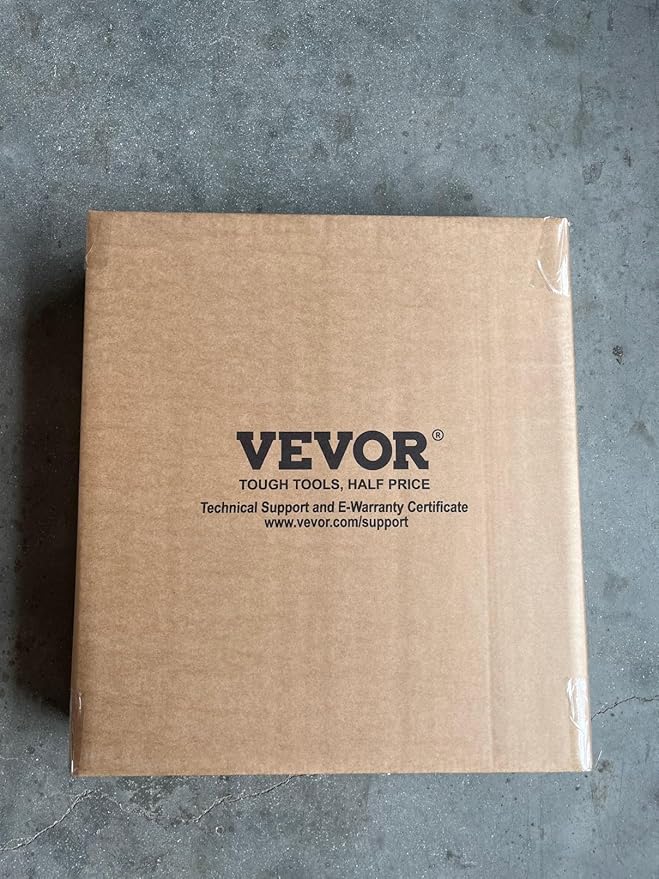 VEVOR®
TOUGH TOOLS, HALF PRICE
Technical Support and E-Warranty Certificate
www.vevor.com/support